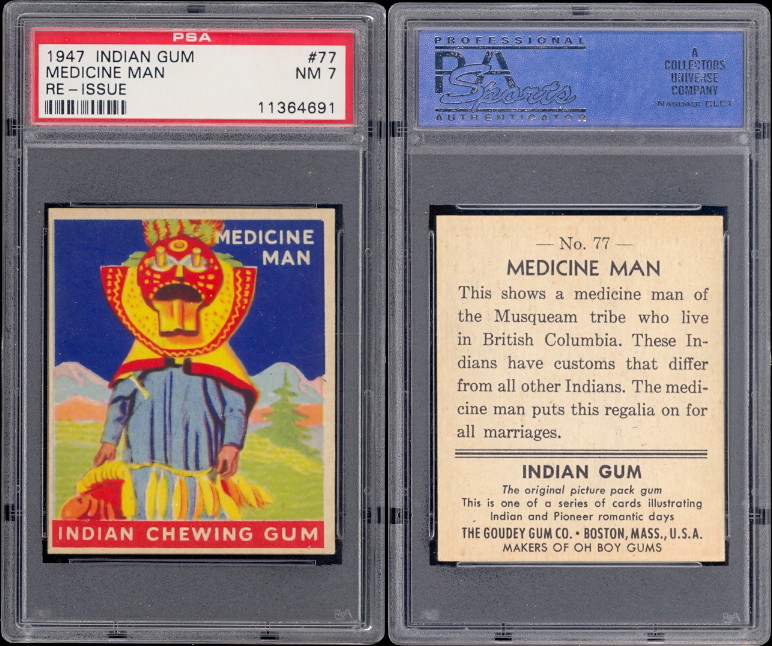 PSA
1947 INDIAN GUM #77
MEDICINE MAN NM 7
RE-ISSUE
11364691
MEDICINE
MAN
INDIAN CHEWING GUM
PROFESSIONAL
PSA
Sports
AUTHENTICATOR
A
COLLECTORS
UNIVERSE
COMPANY
NASDAQ: CLCT
— No. 77 —
MEDICINE MAN
This shows a medicine man of
the Musqueam tribe who live
in British Columbia. These In-
dians have customs that differ
from all other Indians. The medi-
cine man puts this regalia on for
all marriages.
INDIAN GUM
The original picture pack gum
This is one of a series of cards illustrating
Indian and Pioneer romantic days
THE GOUDEY GUM CO. • BOSTON, MASS., U.S.A.
MAKERS OF OH BOY GUMS
PSA
PSA